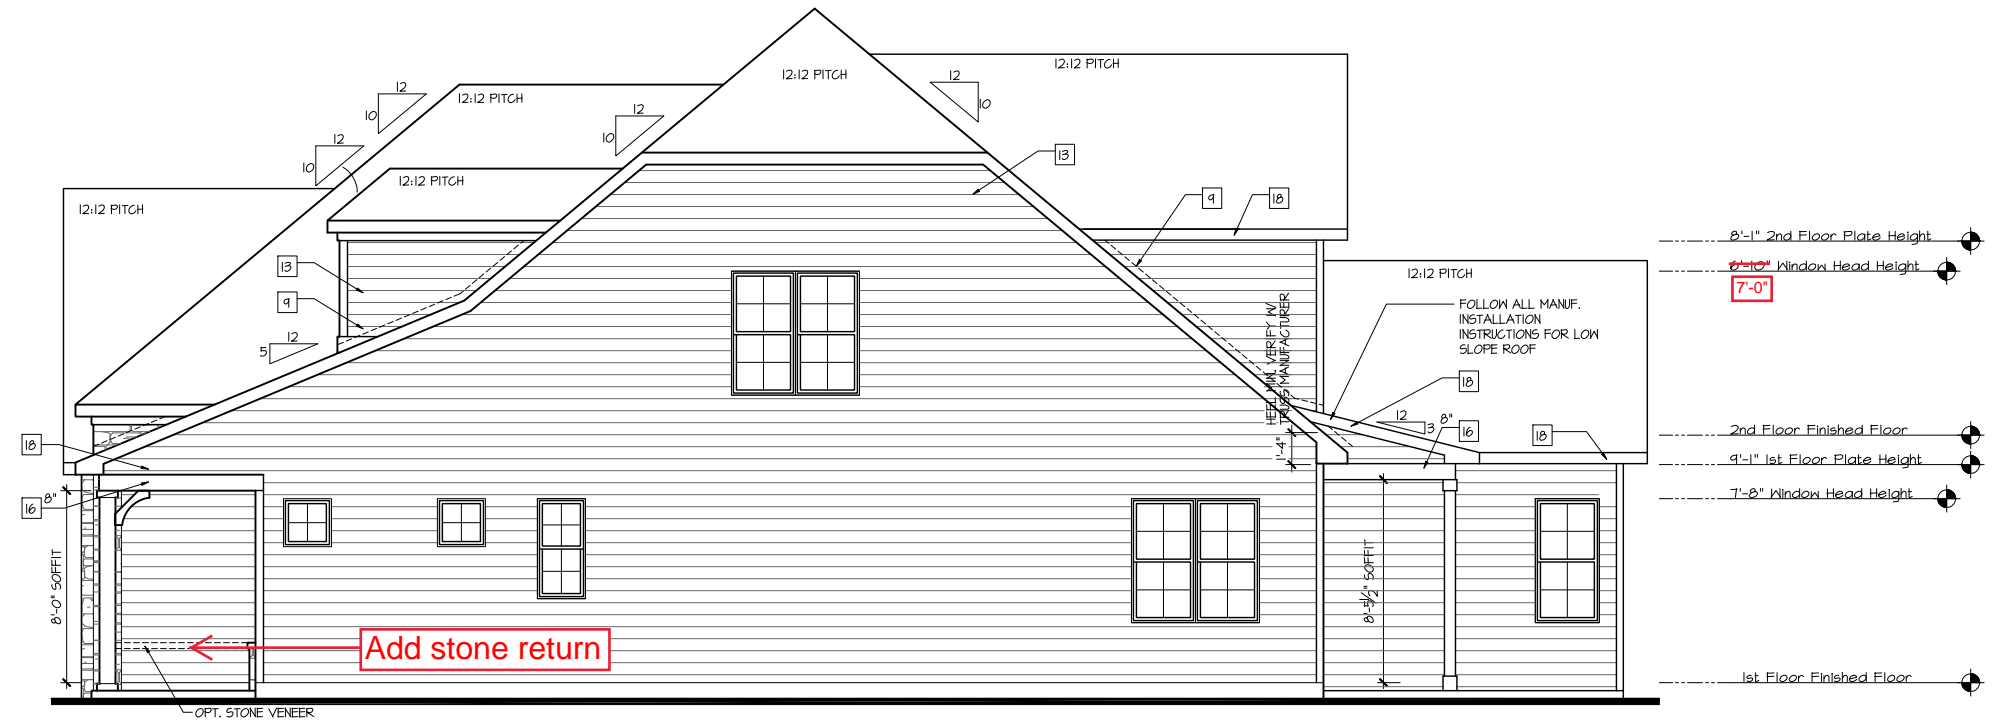 12:12 PITCH
12:12 PITCH
12
10
12:12 PITCH
12
10
12
10
12
10
12:12 PITCH
13
12:12 PITCH
12:12 PITCH
9
18
8'-1" 2nd Floor Plate Height
6'-10" Window Head Height
7'-0"
13
9
12
5
12:12 PITCH
FOLLOW ALL MANUF.
INSTALLATION
INSTRUCTIONS FOR LOW
SLOPE ROOF
HEEL MIN. VERIFY W/
TRUSS MANUFACTURER
1'-4"
18
12
3
8"
16
18
2nd Floor Finished Floor
9'-1" 1st Floor Plate Height
7'-8" Window Head Height
18
16
8"
8'-0" SOFFIT
8'-5½" SOFFIT
Add stone return
1st Floor Finished Floor
OPT. STONE VENEER